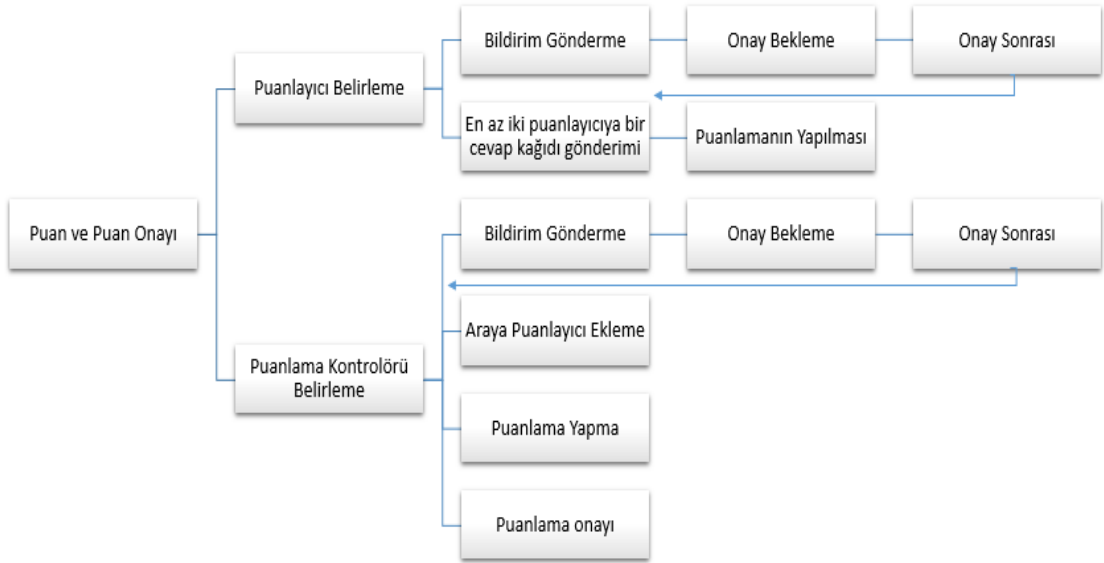 Bildirim Gönderme
Onay Bekleme
Onay Sonrası
Puanlayıcı Belirleme
En az iki puanlayıcıya bir
cevap kağıdı gönderimi
Puanlamanın Yapılması
Puan ve Puan Onayı
Bildirim Gönderme
Onay Bekleme
Onay Sonrası
Araya Puanlayıcı Ekleme
Puanlama Kontrolörü
Belirleme
Puanlama Yapma
Puanlama onayı